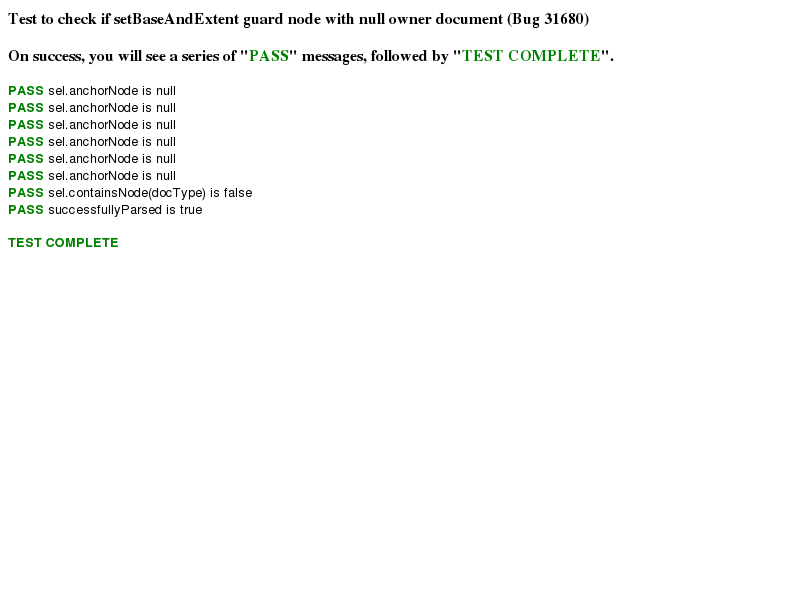 Test to check if setBaseAndExtent guard node with null owner document (Bug 31680)
On success, you will see a series of "PASS" messages, followed by "TEST COMPLETE".
PASS sel.anchorNode is null
PASS sel.anchorNode is null
PASS sel.anchorNode is null
PASS sel.anchorNode is null
PASS sel.anchorNode is null
PASS sel.anchorNode is null
PASS sel.containsNode(docType) is false
PASS successfullyParsed is true
TEST COMPLETE